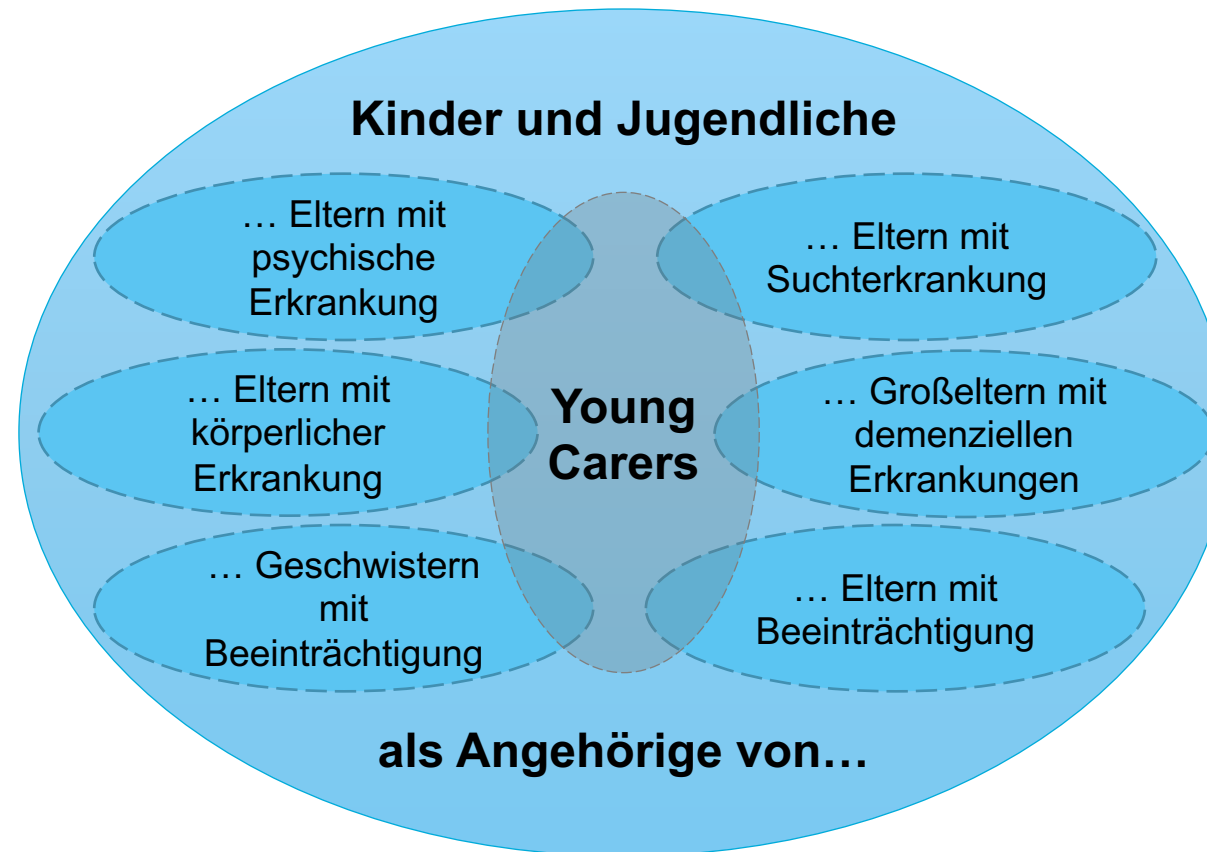 Kinder und Jugendliche
… Eltern mit
psychische
Erkrankung
… Eltern mit
Suchterkrankung
… Eltern mit
körperlicher
Erkrankung
Young
Carers
… Großeltern mit
demenziellen
Erkrankungen
… Geschwistern
mit
Beeinträchtigung
… Eltern mit
Beeinträchtigung
als Angehörige von…